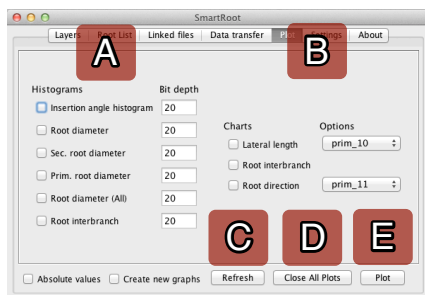 SmartRoot
Layers Root List Linked files Data transfer Plot Settings About
A B
Histograms Bit depth
Insertion angle histogram 20
Root diameter 20
Sec. root diameter 20
Prim. root diameter 20
Root diameter (All) 20
Root interbranch 20
Charts Options
Lateral length prim_10
Root interbranch
Root direction prim_11
C D E
Absolute values Create new graphs Refresh Close All Plots Plot